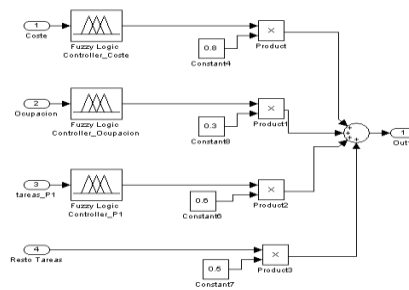 1
Coste
Fuzzy Logic
Controller_Coste
0.8
Constant4
×
Product
2
Ocupacion
Fuzzy Logic
Controller_Ocupacion
0.3
Constant8
×
Product1
1
Out1
3
tareas_P1
Fuzzy Logic
Controller_P1
0.5
Constant6
×
Product2
4
Resto Tareas
0.5
Constant7
×
Product3